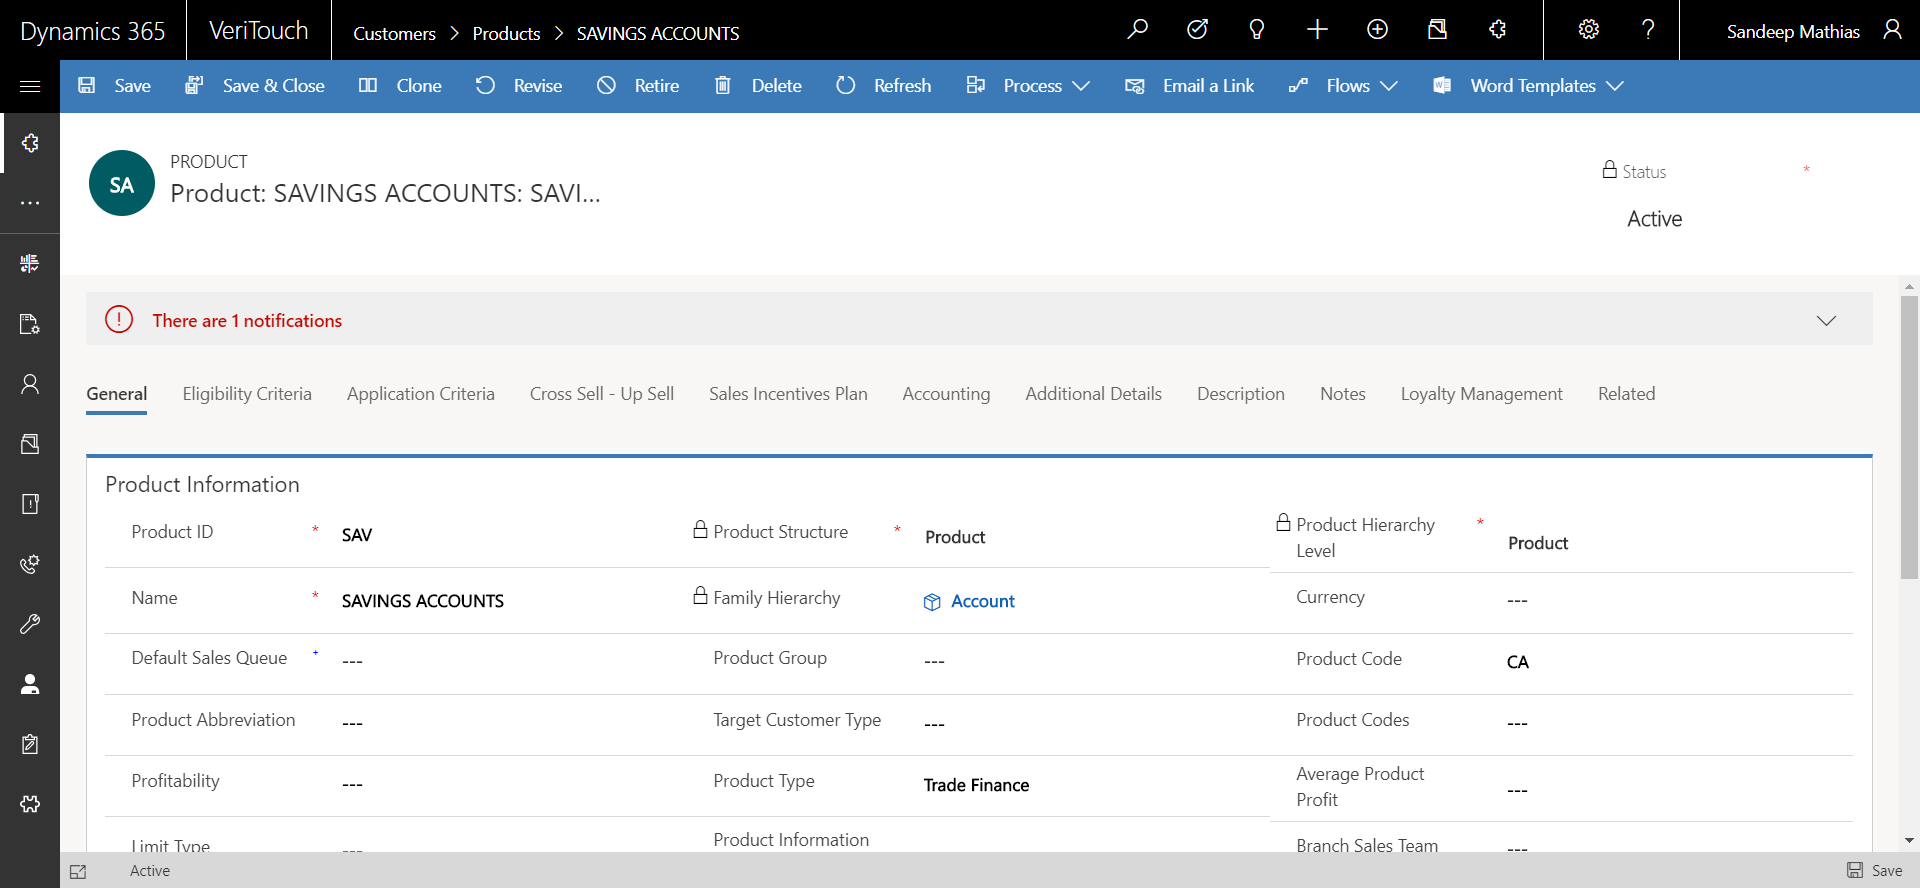 Dynamics 365
VeriTouch
Customers > Products > SAVINGS ACCOUNTS
Sandeep Mathias
Save
Save & Close
Clone
Revise
Retire
Delete
Refresh
Process
Email a Link
Flows
Word Templates
SA
PRODUCT
Product: SAVINGS ACCOUNTS: SAVI...
Status *
Active
There are 1 notifications
General
Eligibility Criteria
Application Criteria
Cross Sell - Up Sell
Sales Incentives Plan
Accounting
Additional Details
Description
Notes
Loyalty Management
Related
Product Information
Product ID * SAV
Product Structure * Product
Product Hierarchy Level * Product
Name * SAVINGS ACCOUNTS
Family Hierarchy Account
Currency ---
Default Sales Queue + ---
Product Group ---
Product Code CA
Product Abbreviation ---
Target Customer Type ---
Product Codes ---
Profitability ---
Product Type Trade Finance
Average Product Profit ---
Limit Type ---
Product Information
Branch Sales Team ---
Active
Save